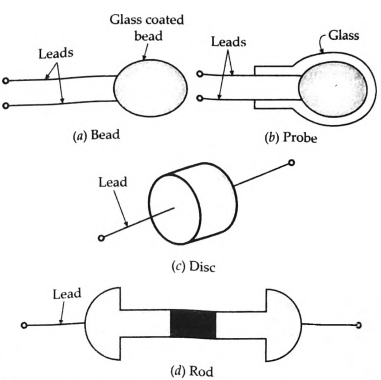 Glass coated
bead
Leads
(a) Bead
Glass
Leads
(b) Probe
Lead
(c) Disc
Lead
(d) Rod